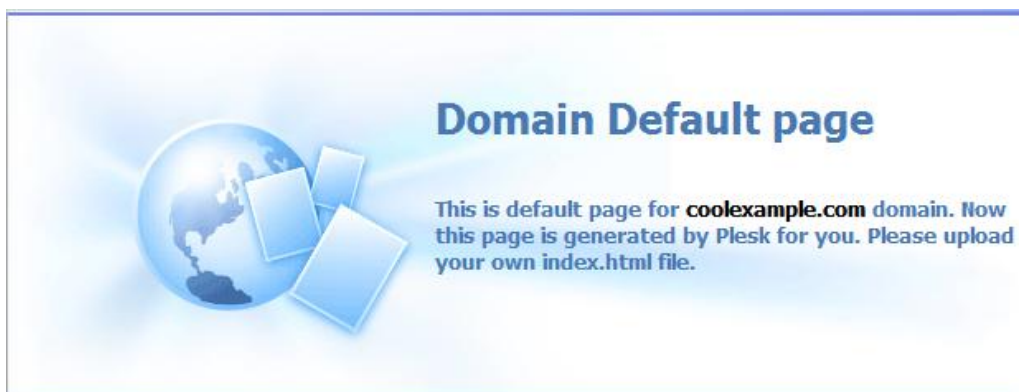 Domain Default page
This is default page for coolexample.com domain. Now
this page is generated by Plesk for you. Please upload
your own index.html file.